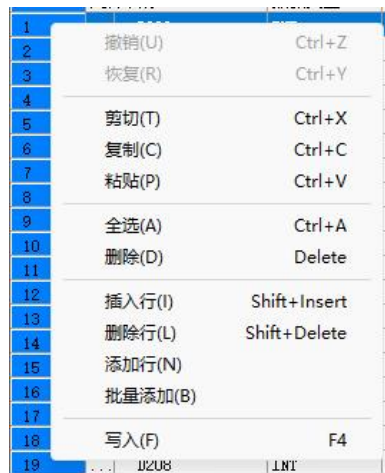 1
2
3
4
5
6
7
8
9
10
11
12
13
14
15
16
17
18
19
撤销(U) Ctrl+Z
恢复(R) Ctrl+Y
剪切(T) Ctrl+X
复制(C) Ctrl+C
粘贴(P) Ctrl+V
全选(A) Ctrl+A
删除(D) Delete
插入行(I) Shift+Insert
删除行(L) Shift+Delete
添加行(N)
批量添加(B)
写入(F) F4
... D208 INT